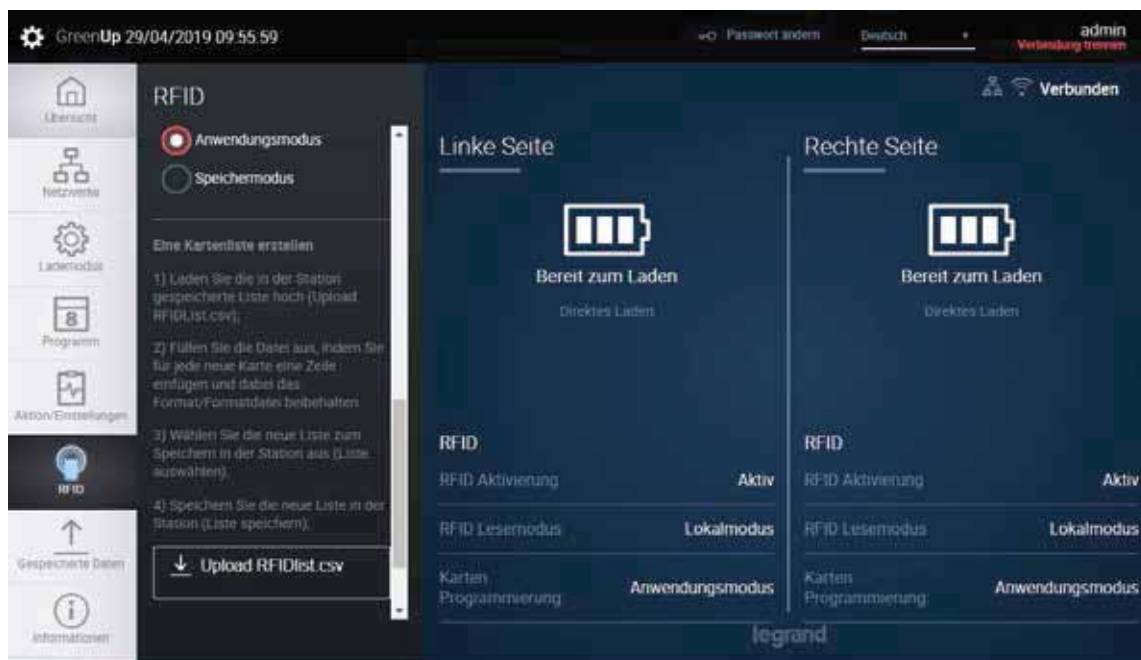 GreenUp 29/04/2019 09:55:59
Passwort ändern
Deutsch
admin
Verbindung trennen
Verbunden
Übersicht
Netzwerke
Lademodus
8
Programm
Aktion/Einstellungen
RFID
Gespeicherte Daten
Informationen
RFID
Anwendungsmodus
Speichermodus
Eine Kartenliste erstellen
1) Laden Sie die in der Station
gespeicherte Liste hoch (Upload
RFIDList.csv);
2) Füllen Sie die Datei aus, indem Sie
für jede neue Karte eine Zeile
einfügen und dabei das
Format/Formatdatei beibehalten
3) Wählen Sie die neue Liste zum
Speichern in der Station aus (Liste
auswählen).
4) Speichern Sie die neue Liste in der
Station (Liste speichern);
Upload RFIDlist.csv
Linke Seite
Bereit zum Laden
Direktes Laden
RFID
RFID Aktivierung Aktiv
RFID Lesemodus Lokalmodus
Karten
Programmierung Anwendungsmodus
Rechte Seite
Bereit zum Laden
Direktes Laden
RFID
RFID Aktivierung Aktiv
RFID Lesemodus Lokalmodus
Karten
Programmierung Anwendungsmodus
legrand